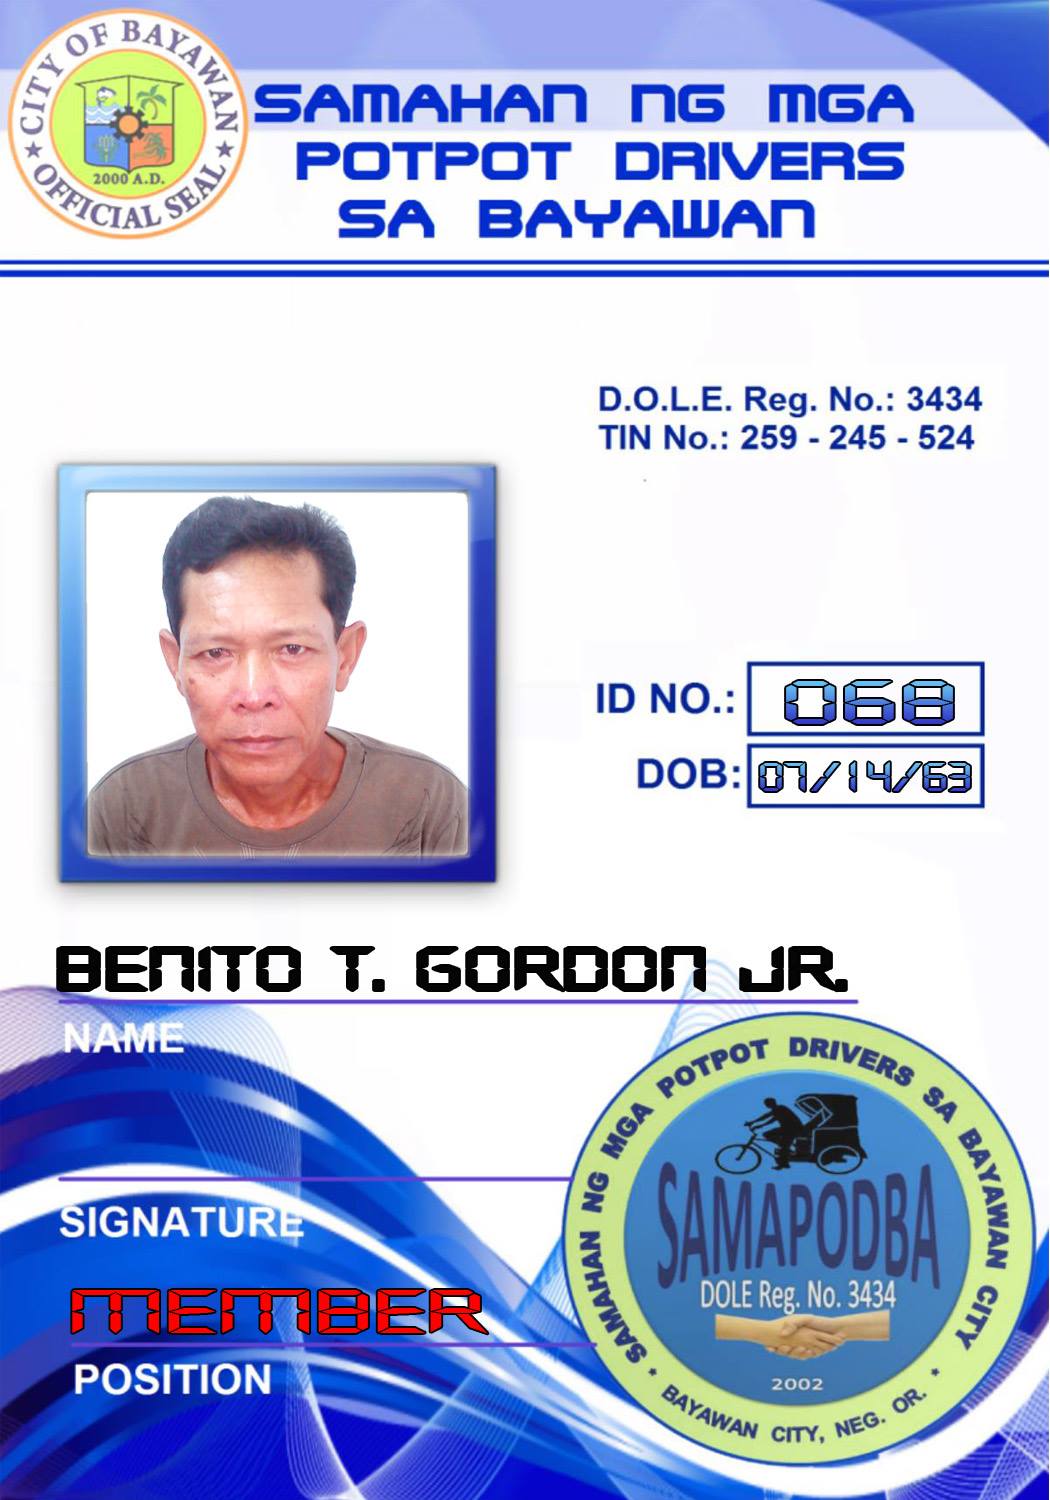 CITY OF BAYAWAN
2000 A.D.
★ OFFICIAL SEAL ★
SAMAHAN NG MGA
POTPOT DRIVERS
SA BAYAWAN
D.O.L.E. Reg. No.: 3434
TIN No.: 259 - 245 - 524
ID NO.: 068
DOB: 07/14/63
BENITO T. GORDON JR.
NAME
SIGNATURE
MEMBER
POSITION
SAMAHAN NG MGA POTPOT DRIVERS SA BAYAWAN CITY
SAMAPODBA
DOLE Reg. No. 3434
2002
* BAYAWAN CITY, NEG. OR. *